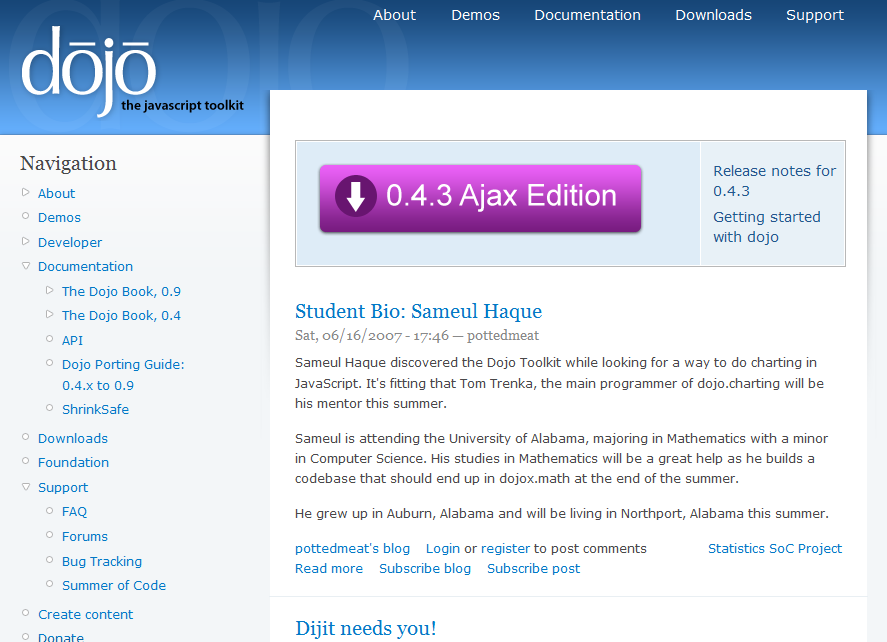 About Demos Documentation Downloads Support
dōjō
the javascript toolkit
Navigation
About
Demos
Developer
Documentation
The Dojo Book, 0.9
The Dojo Book, 0.4
API
Dojo Porting Guide:
0.4.x to 0.9
ShrinkSafe
Downloads
Foundation
Support
FAQ
Forums
Bug Tracking
Summer of Code
Create content
Donate
0.4.3 Ajax Edition
Release notes for
0.4.3
Getting started
with dojo
Student Bio: Sameul Haque
Sat, 06/16/2007 - 17:46 — pottedmeat
Sameul Haque discovered the Dojo Toolkit while looking for a way to do charting in
JavaScript. It's fitting that Tom Trenka, the main programmer of dojo.charting will be
his mentor this summer.
Sameul is attending the University of Alabama, majoring in Mathematics with a minor
in Computer Science. His studies in Mathematics will be a great help as he builds a
codebase that should end up in dojox.math at the end of the summer.
He grew up in Auburn, Alabama and will be living in Northport, Alabama this summer.
pottedmeat's blog Login or register to post comments Statistics SoC Project
Read more Subscribe blog Subscribe post
Dijit needs you!